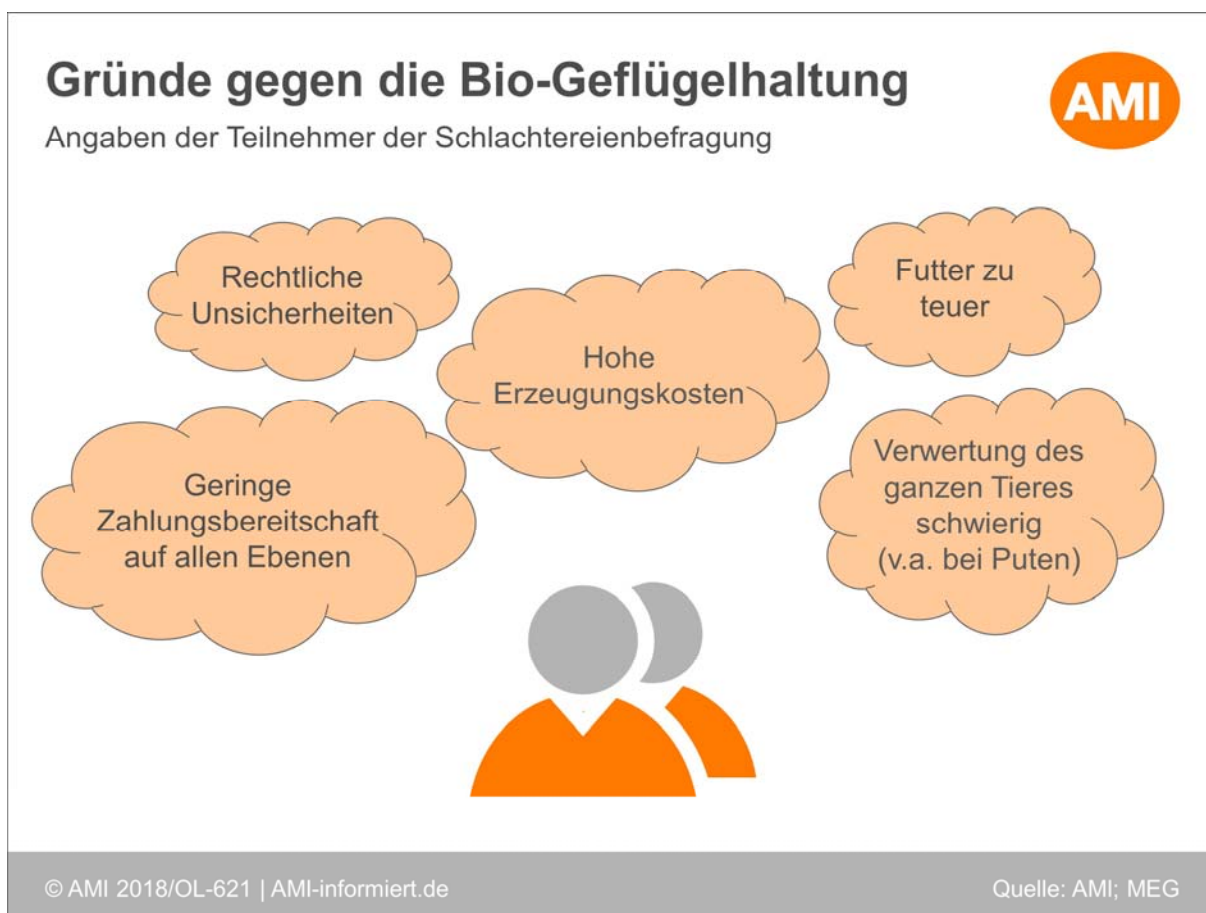 Gründe gegen die Bio-Geflügelhaltung
AMI
Angaben der Teilnehmer der Schlachtereienbefragung
Rechtliche
Unsicherheiten
Hohe
Erzeugungskosten
Futter zu
teuer
Geringe
Zahlungsbereitschaft
auf allen Ebenen
Verwertung des
ganzen Tieres
schwierig
(v.a. bei Puten)
© AMI 2018/OL-621 | AMI-informiert.de
Quelle: AMI; MEG